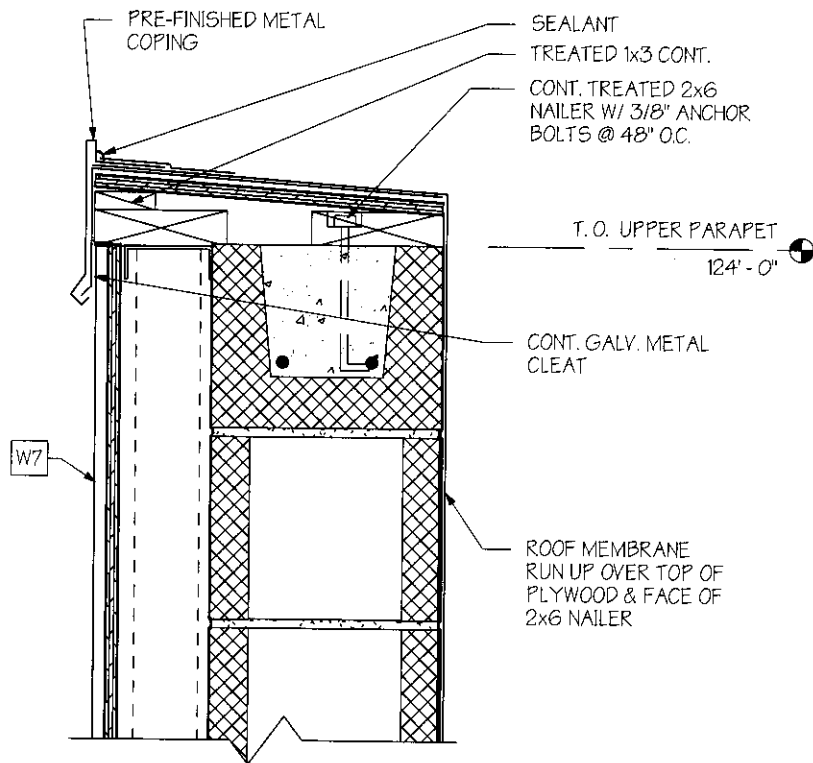 PRE-FINISHED METAL
COPING
SEALANT
TREATED 1x3 CONT.
CONT. TREATED 2x6
NAILER W/ 3/8" ANCHOR
BOLTS @ 48" O.C.
T.O. UPPER PARAPET
124'-0"
CONT. GALV. METAL
CLEAT
W7
ROOF MEMBRANE
RUN UP OVER TOP OF
PLYWOOD & FACE OF
2x6 NAILER